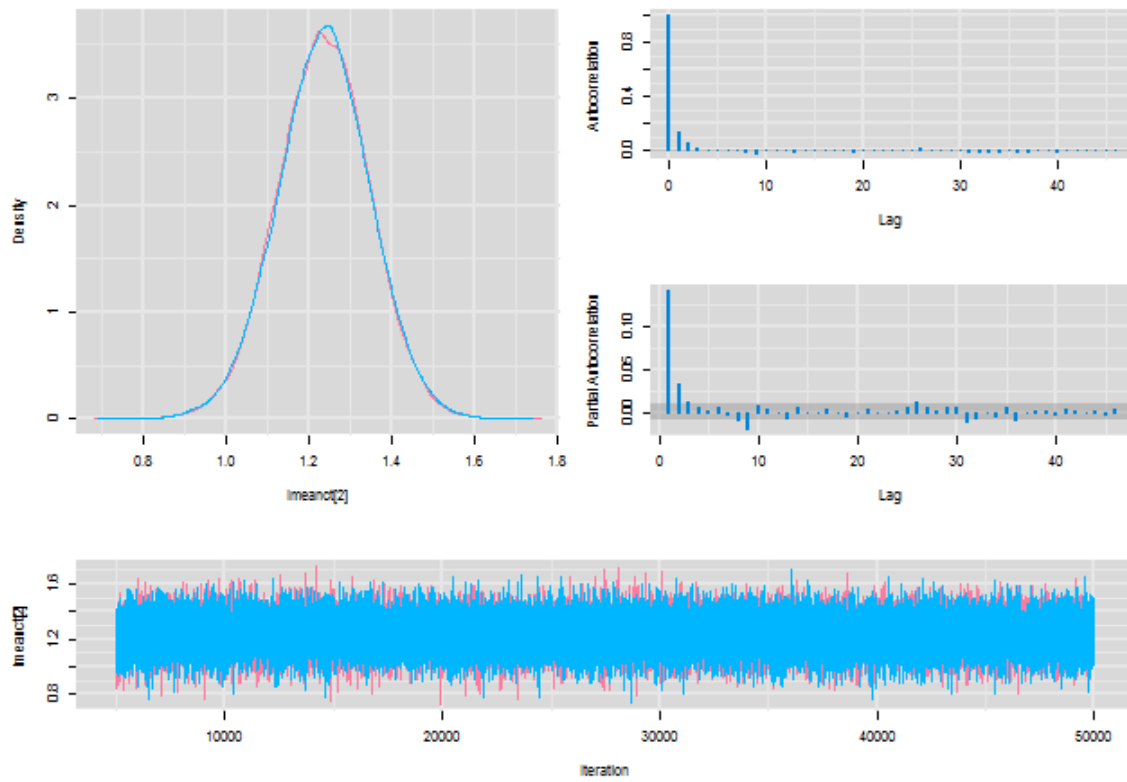 Density
3
2
1
0
0.8 1.0 1.2 1.4 1.6 1.8
lmeanct[2]
Autocorrelation
0.8
0.4
0.0
0 10 20 30 40
Lag
Partial Autocorrelation
0.10
0.05
0.00
0 10 20 30 40
Lag
lmeanct[2]
1.6
1.2
0.8
10000 20000 30000 40000 50000
Iteration